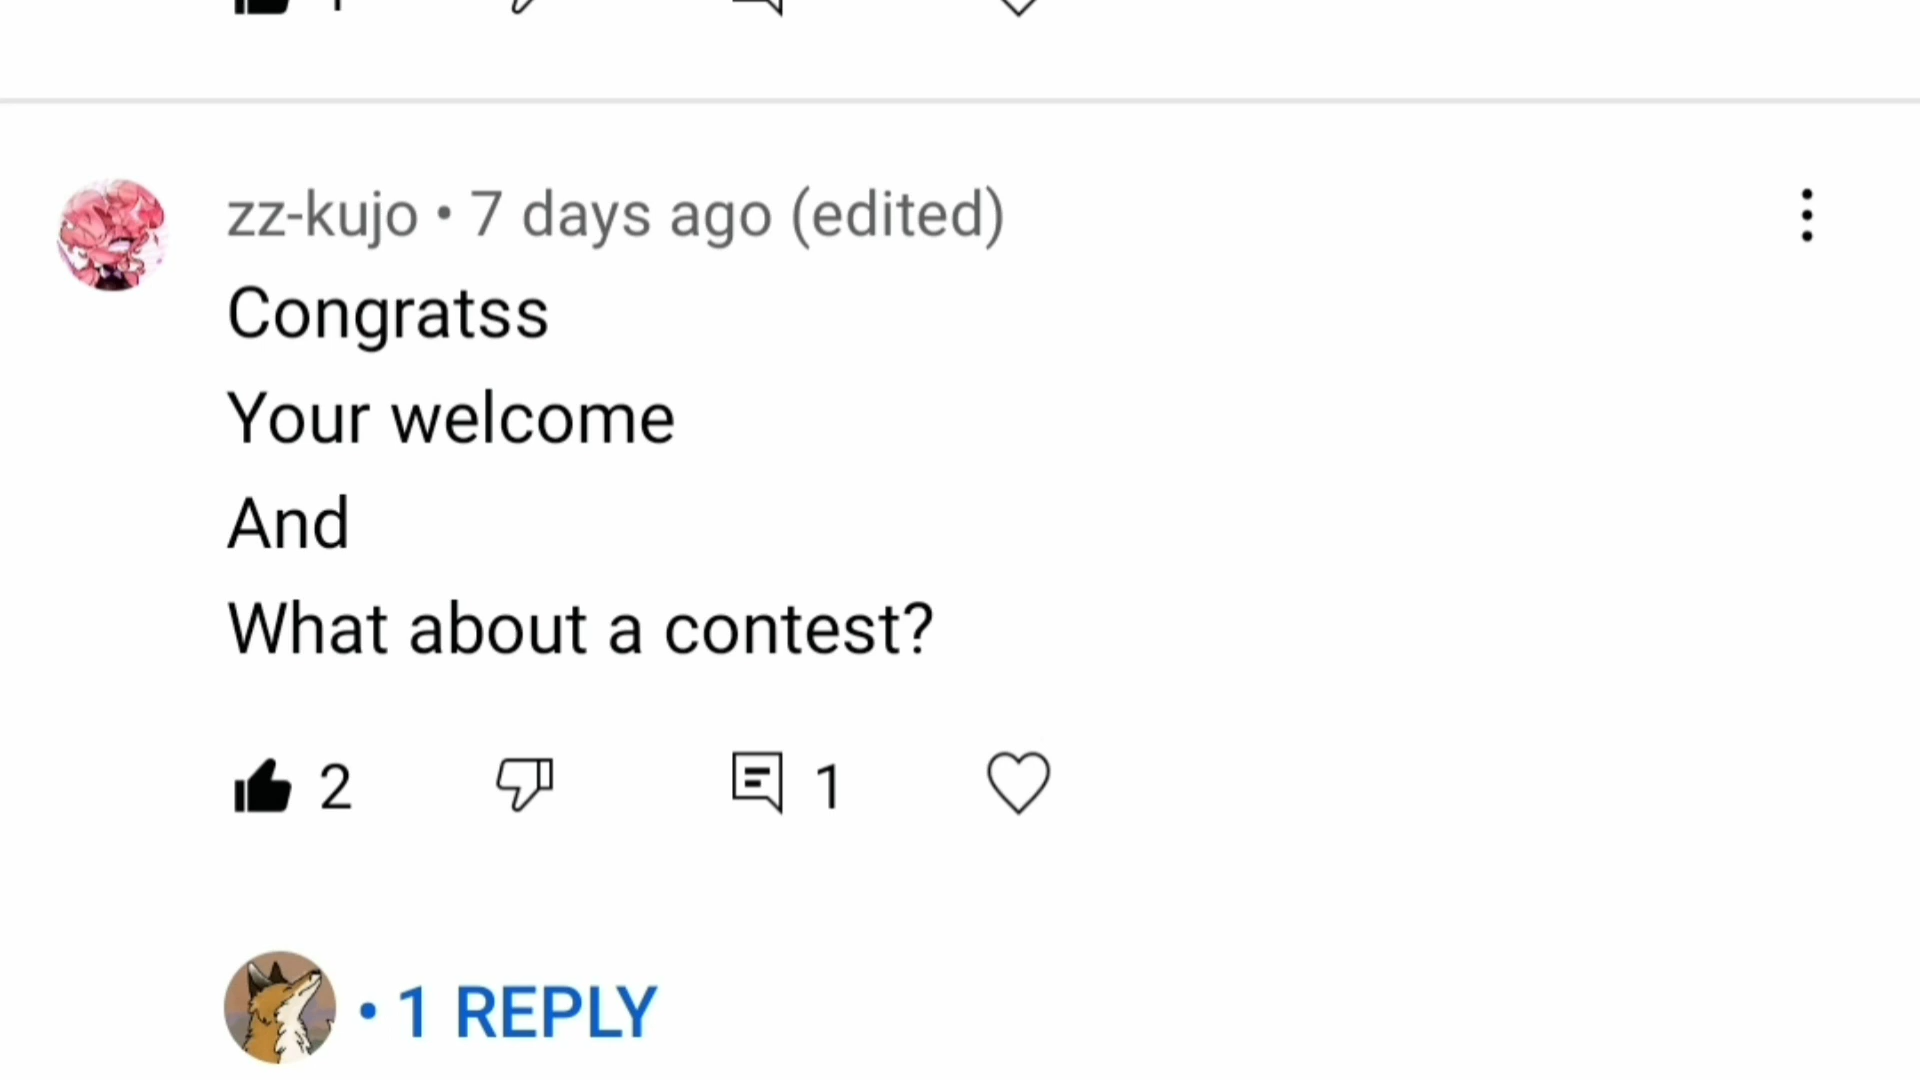 zz-kujo • 7 days ago (edited)
Congratss
Your welcome
And
What about a contest?
2 1
• 1 REPLY